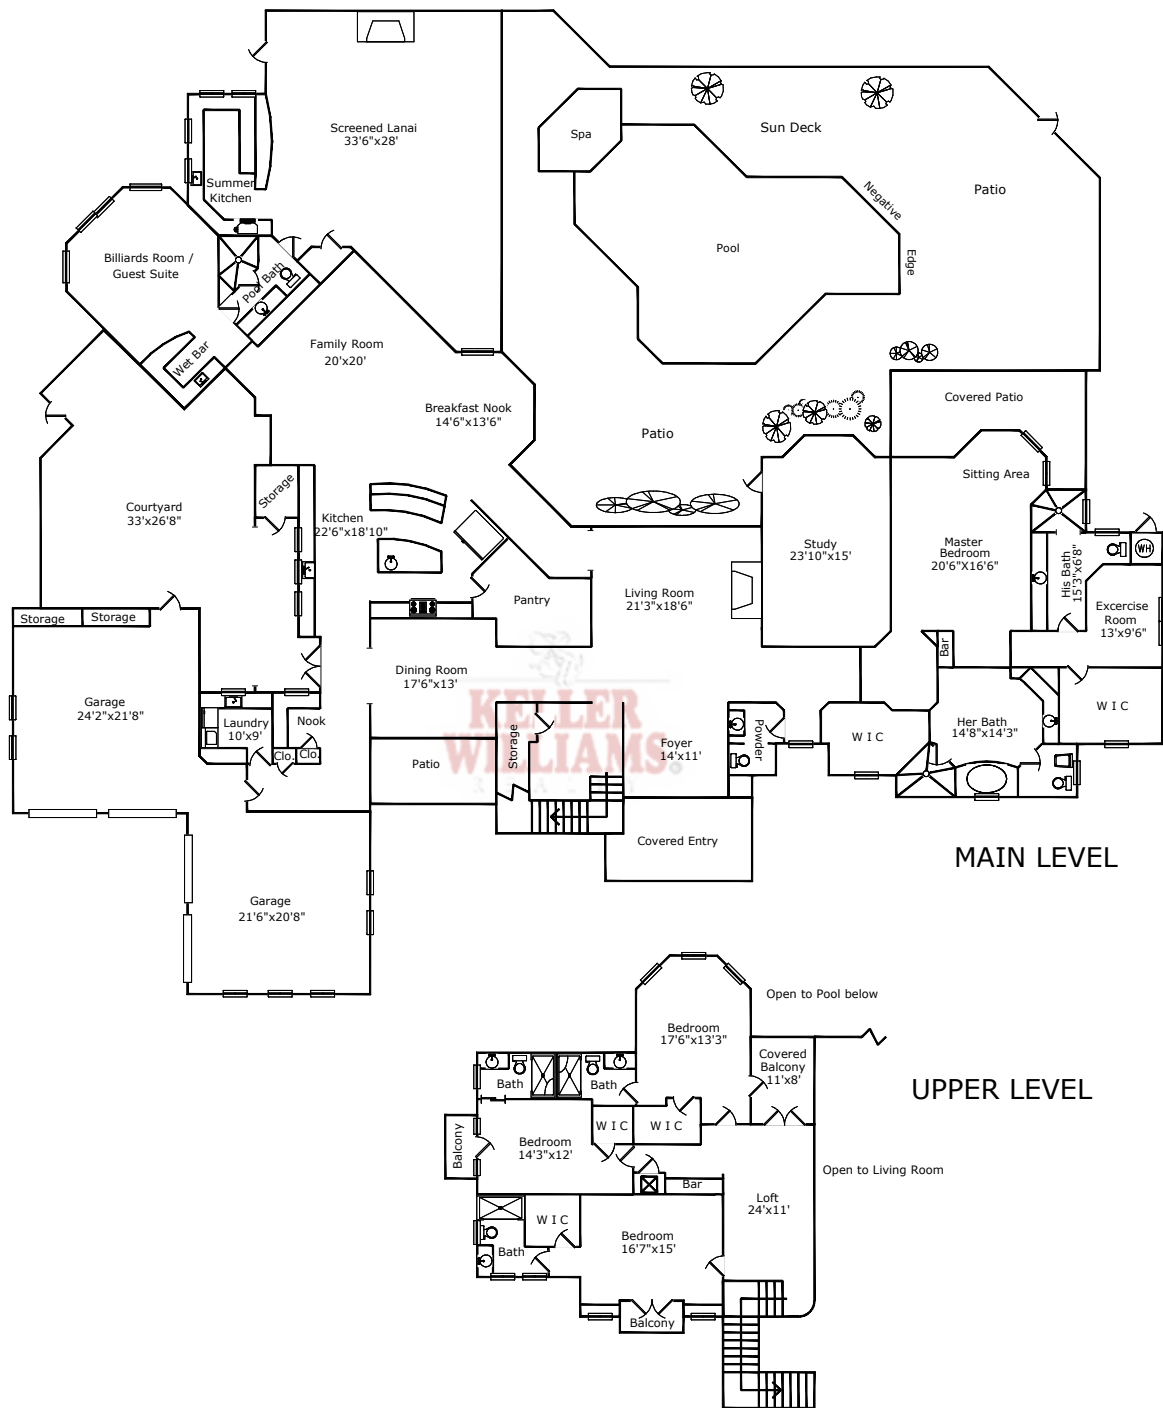 Screened Lanai
33'6"x28'
Spa
Sun Deck
Patio
Summer
Kitchen
Negative
Edge
Pool
Billiards Room /
Guest Suite
Pool Bath
Wet Bar
Family Room
20'x20'
Breakfast Nook
14'6"x13'6"
Patio
Covered Patio
Sitting Area
Storage
Courtyard
33'x26'8"
Kitchen
22'6"x18'10"
Study
23'10"x15'
Master
Bedroom
20'6"X16'6"
His Bath
15'3"x6'8"
WH
Excercise
Room
13'x9'6"
Pantry
Living Room
21'3"x18'6"
Storage
Storage
Bar
Dining Room
17'6"x13'
KELLER
WILLIAMS
REALTY
Garage
24'2"x21'8"
Laundry
10'x9'
Nook
Clo.
Clo.
Patio
Storage
Foyer
14'x11'
Powder
W I C
Her Bath
14'8"x14'3"
W I C
Covered Entry
MAIN LEVEL
Garage
21'6"x20'8"
Open to Pool below
Bedroom
17'6"x13'3"
Covered
Balcony
11'x8'
UPPER LEVEL
Bath
Bath
W I C
W I C
Balcony
Bedroom
14'3"x12'
Open to Living Room
Bar
Loft
24'x11'
W I C
Bath
Bedroom
16'7"x15'
Balcony